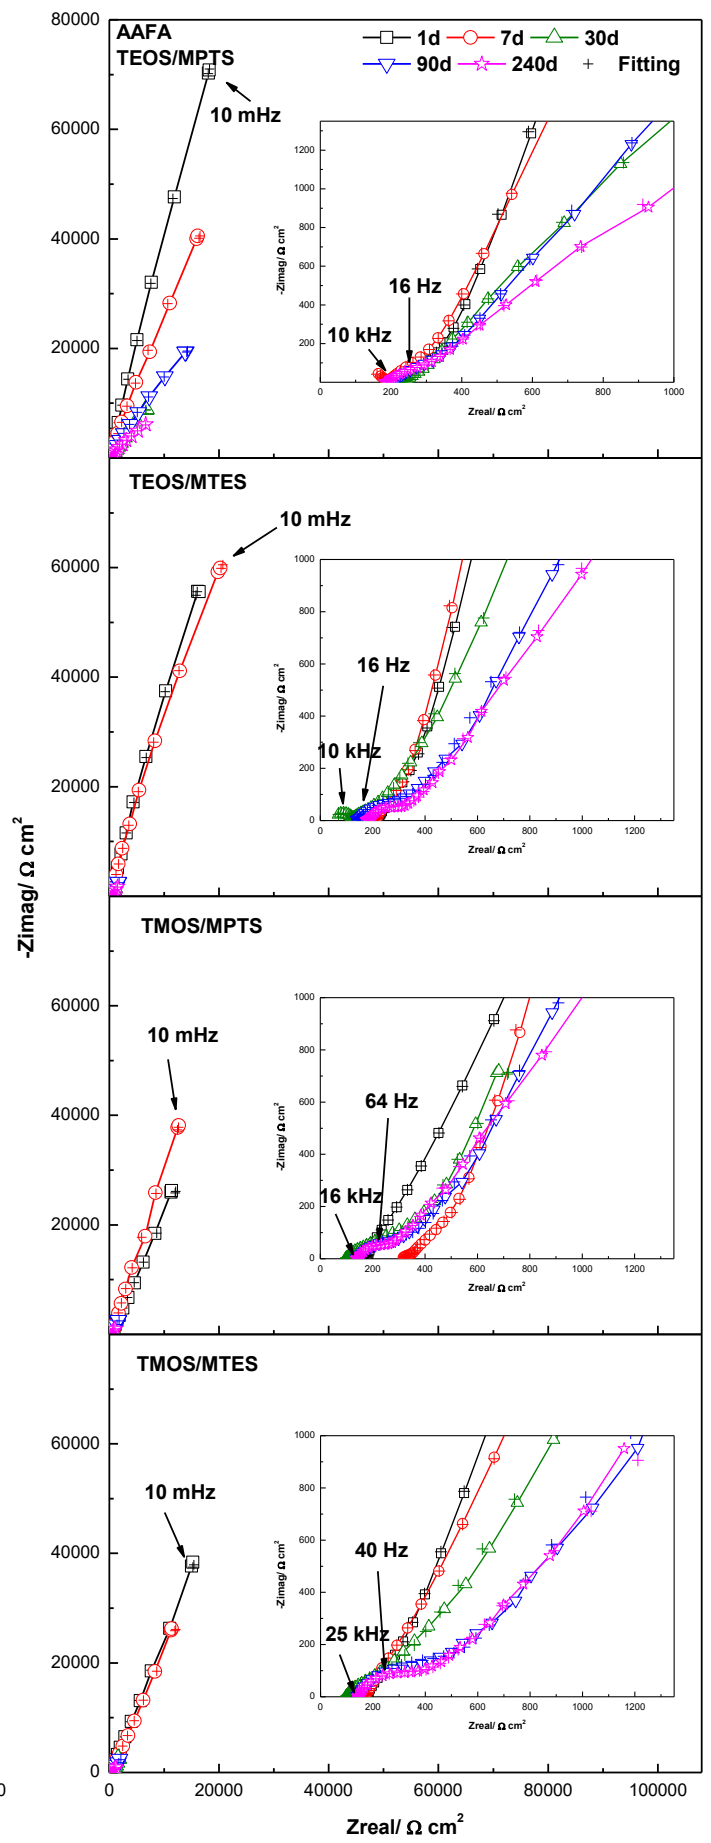 80000
AAFA
TEOS/MPTS
1d
7d
30d
90d
240d
Fitting
10 mHz
60000
40000
20000
-Zimag/ Ω cm2
1200
1000
800
600
400
200
16 Hz
10 kHz
200
400
600
800
1000
Zreal/ Ω cm2
TEOS/MTES
10 mHz
60000
40000
20000
-Zimag/ Ω cm2
1000
800
600
400
200
0
16 Hz
10 kHz
0
200
400
600
800
1000
1200
Zreal/ Ω cm2
-Zimag/ Ω cm2
TMOS/MPTS
10 mHz
60000
40000
20000
-Zimag/ Ω cm2
1000
800
600
400
200
0
64 Hz
16 kHz
0
200
400
600
800
1000
1200
Zreal/ Ω cm2
TMOS/MTES
10 mHz
60000
40000
20000
0
-Zimag/ Ω cm2
1000
800
600
400
200
0
40 Hz
25 kHz
0
200
400
600
800
1000
1200
Zreal/ Ω cm2
0
0
20000
40000
60000
80000
100000
Zreal/ Ω cm2